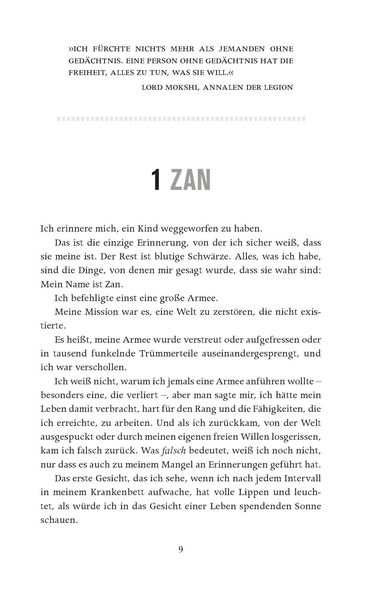 »ICH FÜRCHTE NICHTS MEHR ALS JEMANDEN OHNE
GEDÄCHTNIS. EINE PERSON OHNE GEDÄCHTNIS HAT DIE
FREIHEIT, ALLES ZU TUN, WAS SIE WILL.«
LORD MOKSHI, ANNALEN DER LEGION
1 ZAN
Ich erinnere mich, ein Kind weggeworfen zu haben.
Das ist die einzige Erinnerung, von der ich sicher weiß, dass
sie meine ist. Der Rest ist blutige Schwärze. Alles, was ich habe,
sind die Dinge, von denen mir gesagt wurde, dass sie wahr sind:
Mein Name ist Zan.
Ich befehligte einst eine große Armee.
Meine Mission war es, eine Welt zu zerstören, die nicht exis-
tierte.
Es heißt, meine Armee wurde verstreut oder aufgefressen oder
in tausend funkelnde Trümmerteile auseinandergesprengt, und
ich war verschollen.
Ich weiß nicht, warum ich jemals eine Armee anführen wollte –
besonders eine, die verliert –, aber man sagte mir, ich hätte mein
Leben damit verbracht, hart für den Rang und die Fähigkeiten, die
ich erreichte, zu arbeiten. Und als ich zurückkam, von der Welt
ausgespuckt oder durch meinen eigenen freien Willen losgerissen,
kam ich falsch zurück. Was falsch bedeutet, weiß ich noch nicht,
nur dass es auch zu meinem Mangel an Erinnerungen geführt hat.
Das erste Gesicht, das ich sehe, wenn ich nach jedem Intervall
in meinem Krankenbett aufwache, hat volle Lippen und leuch-
tet, als würde ich in das Gesicht einer Leben spendenden Sonne
schauen.
9